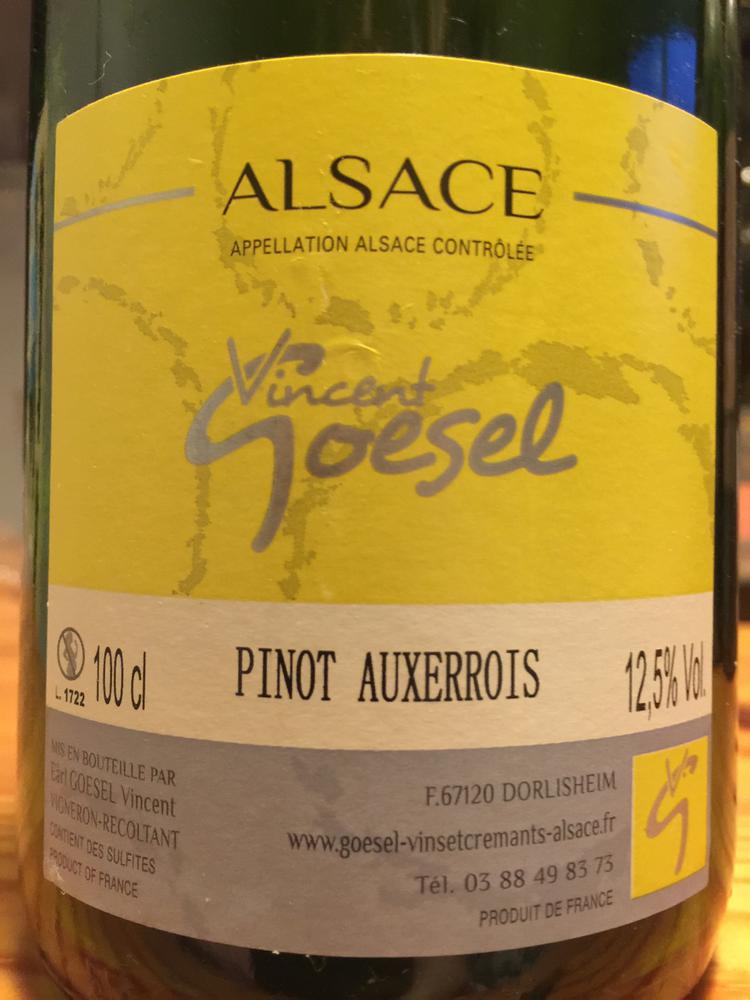 ALSACE
APPELLATION ALSACE CONTRÔLÉE
Vincent
Goesel
100 cl
L. 1722
PINOT AUXERROIS
12,5% Vol.
MIS EN BOUTEILLE PAR
Earl GOESEL Vincent
VIGNERON-RECOLTANT
CONTIENT DES SULFITES
PRODUCT OF FRANCE
F.67120 DORLISHEIM
www.goesel-vinsetcremants-alsace.fr
Tél. 03 88 49 83 73
PRODUIT DE FRANCE
VG